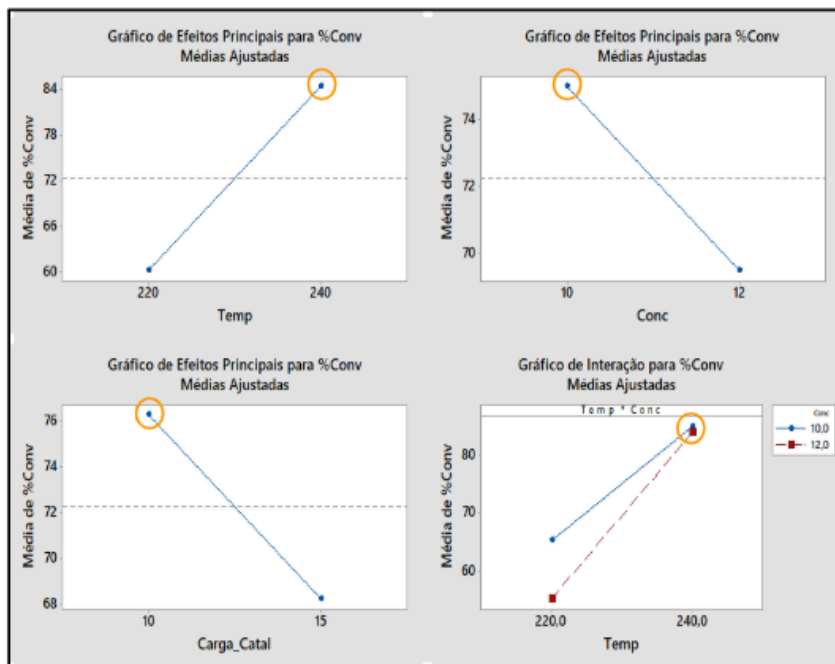 Gráfico de Efeitos Principais para %Conv
Médias Ajustadas
84
78
72
66
60
Média de %Conv
220
240
Temp
Gráfico de Efeitos Principais para %Conv
Médias Ajustadas
74
72
70
Média de %Conv
10
12
Conc
Gráfico de Efeitos Principais para %Conv
Médias Ajustadas
76
74
72
70
68
Média de %Conv
10
15
Carga_Catal
Gráfico de Interação para %Conv
Médias Ajustadas
Temp * Conc
80
70
60
Média de %Conv
220,0
240,0
Temp
Conc
10,0
12,0